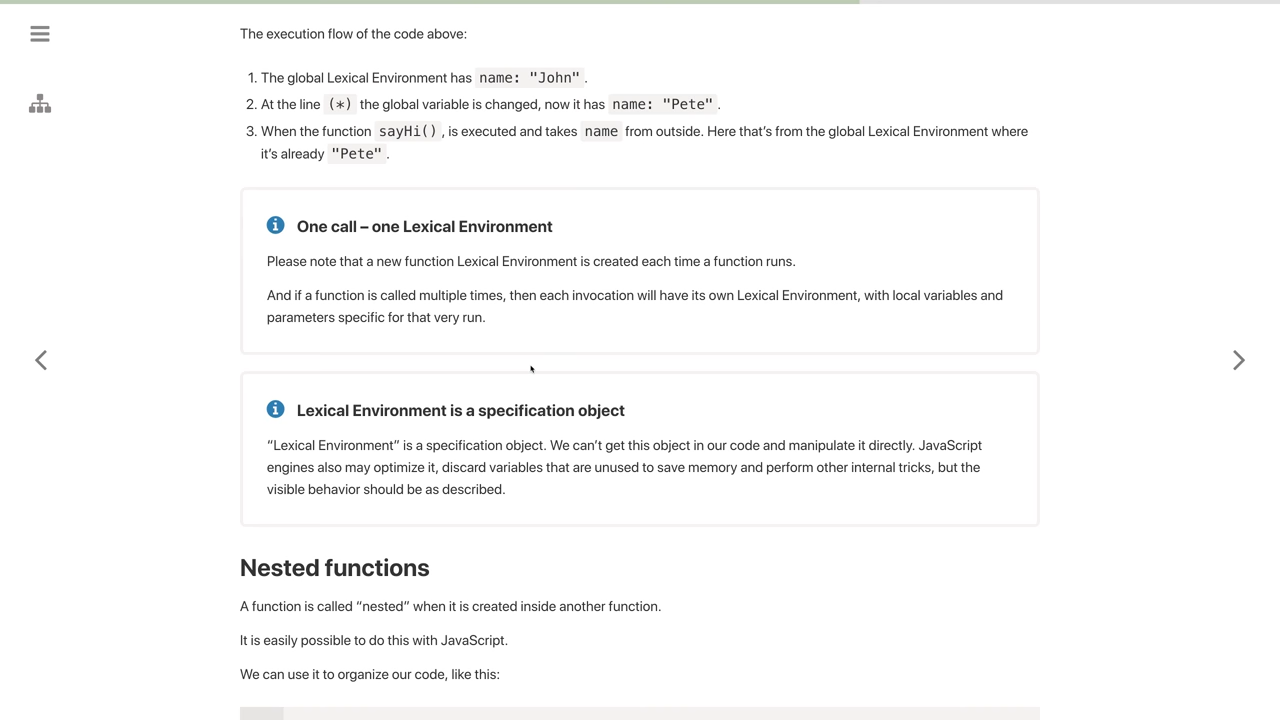 The execution flow of the code above:
1. The global Lexical Environment has name: "John".
2. At the line (*) the global variable is changed, now it has name: "Pete".
3. When the function sayHi(), is executed and takes name from outside. Here that’s from the global Lexical Environment where
it’s already "Pete".
One call – one Lexical Environment
Please note that a new function Lexical Environment is created each time a function runs.
And if a function is called multiple times, then each invocation will have its own Lexical Environment, with local variables and
parameters specific for that very run.
Lexical Environment is a specification object
“Lexical Environment” is a specification object. We can’t get this object in our code and manipulate it directly. JavaScript
engines also may optimize it, discard variables that are unused to save memory and perform other internal tricks, but the
visible behavior should be as described.
Nested functions
A function is called “nested” when it is created inside another function.
It is easily possible to do this with JavaScript.
We can use it to organize our code, like this: